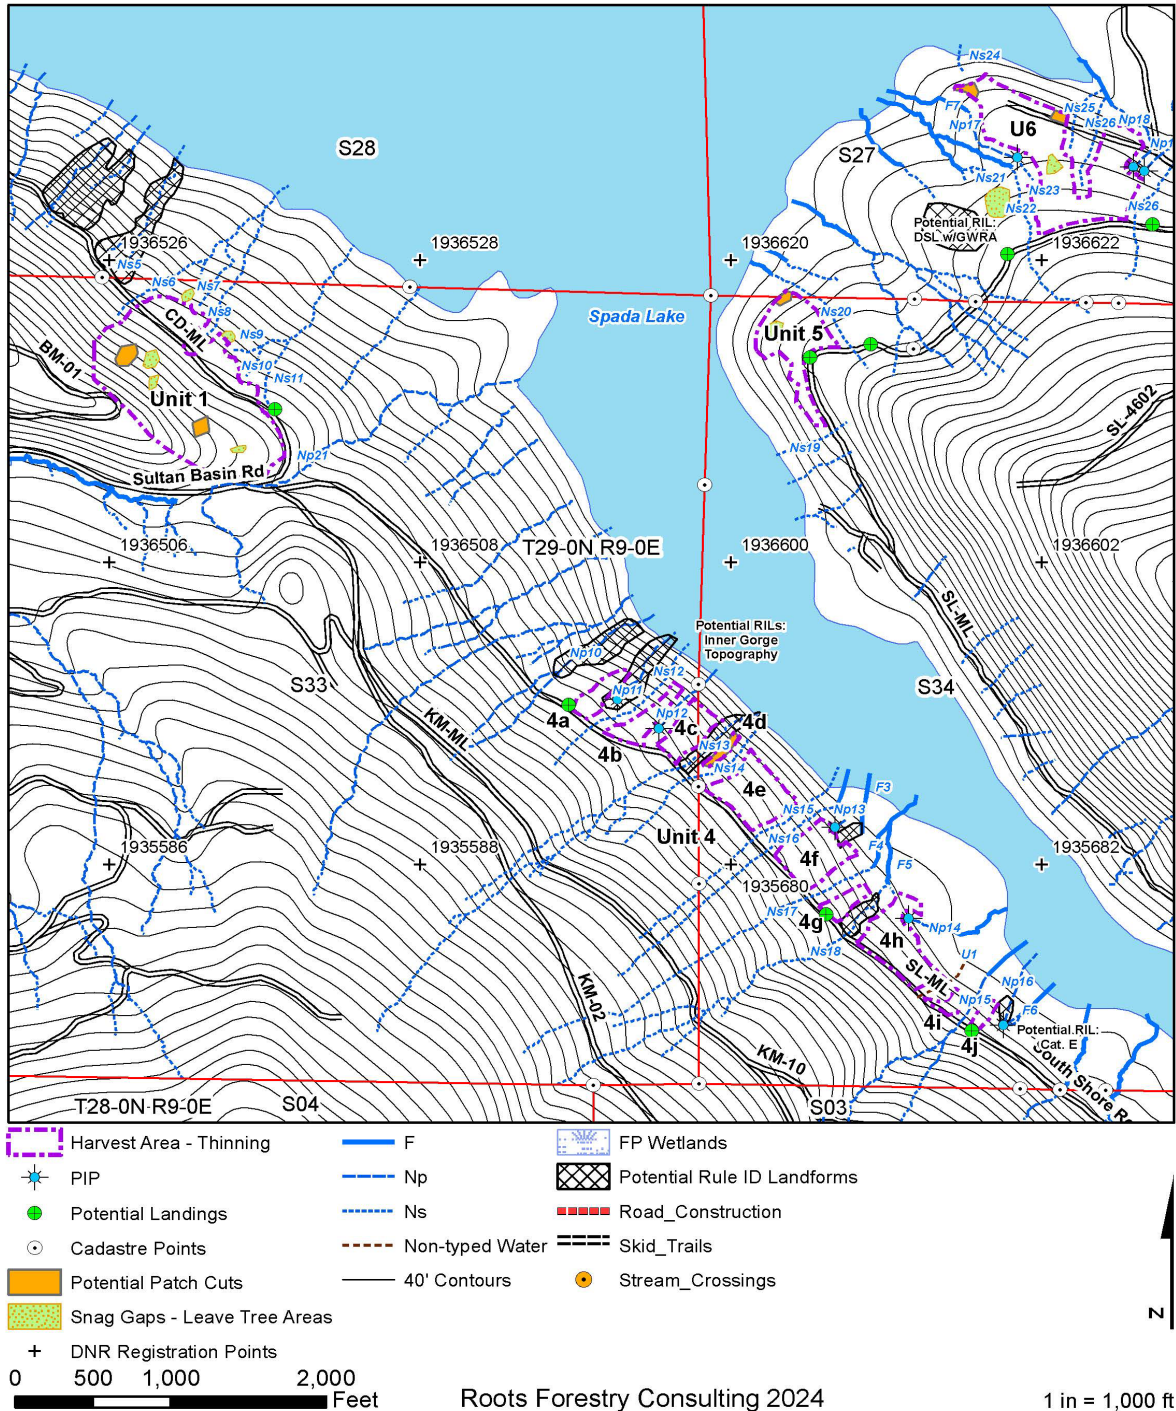 Ns24
F7
Np17
Ns25
Ns26
Np18
U6
S28
S27
Ns21
Ns23
Ns22
Ns26
Potential RIL:
DSL w/GWRA
1936526
1936528
1936620
1936622
Ns5
Ns6
Ns7
Ns8
CD-ML
Ns9
Ns10
Ns11
BM-01
Unit 1
Spada Lake
Ns20
Unit 5
SL-4602
Np21
Sultan Basin Rd
Ns19
1936506
1936508
T29-0N R9-0E
1936600
1936602
SL-ML
Potential RILs:
Inner Gorge
Topography
Np10
Ns12
Np11
S33
S34
Np12
4a
4b
4c
4d
KM-ML
Ns13
Ns14
4e
F3
Ns15
Np13
Unit 4
Ns16
F4
4f
F5
1935586
1935588
1935680
1935682
Ns17
4g
Np14
4h
Ns18
U1
SL-ML
Np16
Np15
F6
KM-02
4i
4j
Potential RIL:
Cat. E
KM-10
South Shore Rd
T28-0N R9-0E
S04
S03
Harvest Area - Thinning
PIP
Potential Landings
Cadastre Points
Potential Patch Cuts
Snag Gaps - Leave Tree Areas
DNR Registration Points
F
Np
Ns
Non-typed Water
40' Contours
FP Wetlands
Potential Rule ID Landforms
Road_Construction
Skid_Trails
Stream_Crossings
Z
0 500 1,000 2,000
Feet
Roots Forestry Consulting 2024
1 in = 1,000 ft